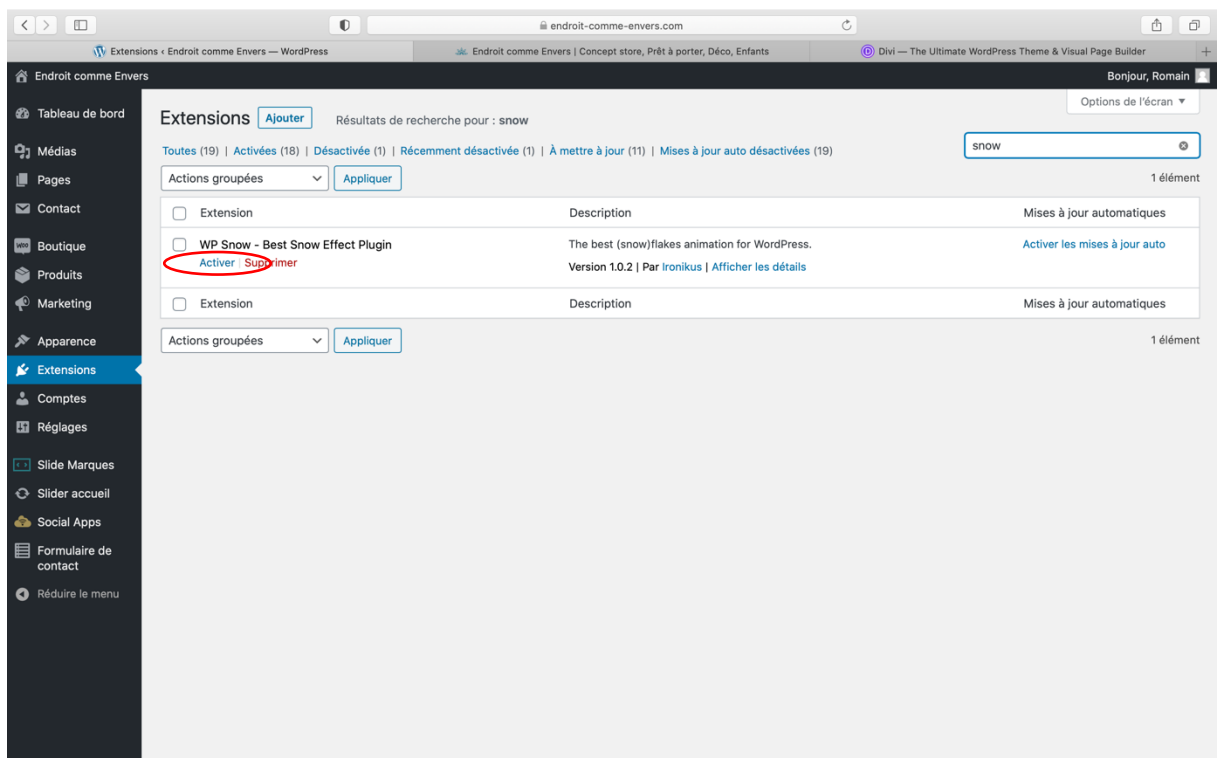 endroit-comme-envers.com
Extensions ‹ Endroit comme Envers — WordPress
Endroit comme Envers | Concept store, Prêt à porter, Déco, Enfants
Divi — The Ultimate WordPress Theme & Visual Page Builder
Endroit comme Envers
Bonjour, Romain
Options de l'écran ▼
Tableau de bord
Médias
Pages
Contact
Woo Boutique
Produits
Marketing
Apparence
Extensions
Comptes
Réglages
Slide Marques
Slider accueil
Social Apps
Formulaire de
contact
Réduire le menu
Extensions Ajouter Résultats de recherche pour : snow
Toutes (19) | Activées (18) | Désactivée (1) | Récemment désactivée (1) | À mettre à jour (11) | Mises à jour auto désactivées (19)
snow
Actions groupées Appliquer
1 élément
Extension Description Mises à jour automatiques
WP Snow - Best Snow Effect Plugin
Activer | Supprimer
The best (snow)flakes animation for WordPress.
Version 1.0.2 | Par Ironikus | Afficher les détails
Activer les mises à jour auto
Extension Description Mises à jour automatiques
Actions groupées Appliquer
1 élément